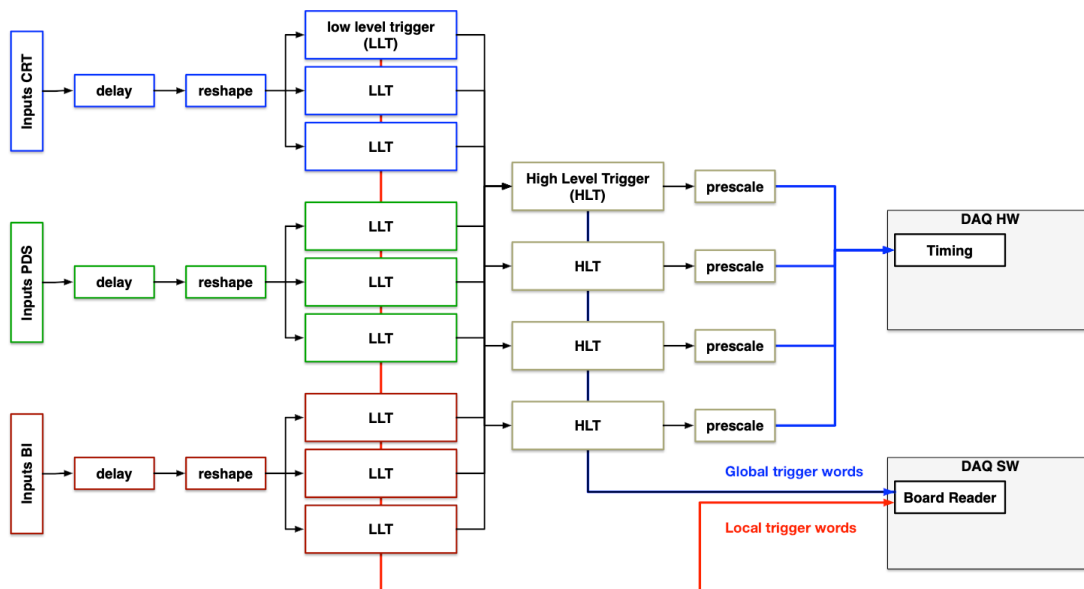 Inputs CRT
delay
reshape
low level trigger
(LLT)
LLT
LLT
Inputs PDS
delay
reshape
LLT
LLT
LLT
Inputs BI
delay
reshape
LLT
LLT
LLT
High Level Trigger
(HLT)
prescale
HLT
prescale
HLT
prescale
HLT
prescale
DAQ HW
Timing
Global trigger words
Local trigger words
DAQ SW
Board Reader